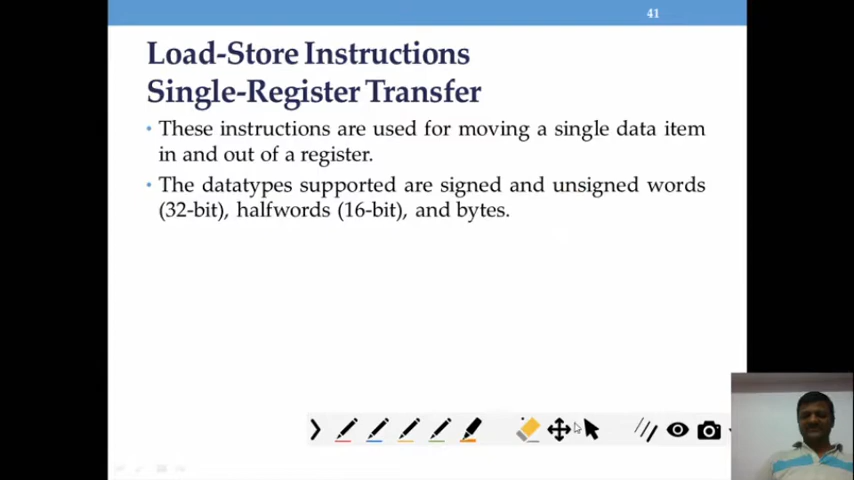 41
Load-Store Instructions
Single-Register Transfer
• These instructions are used for moving a single data item
in and out of a register.
• The datatypes supported are signed and unsigned words
(32-bit), halfwords (16-bit), and bytes.